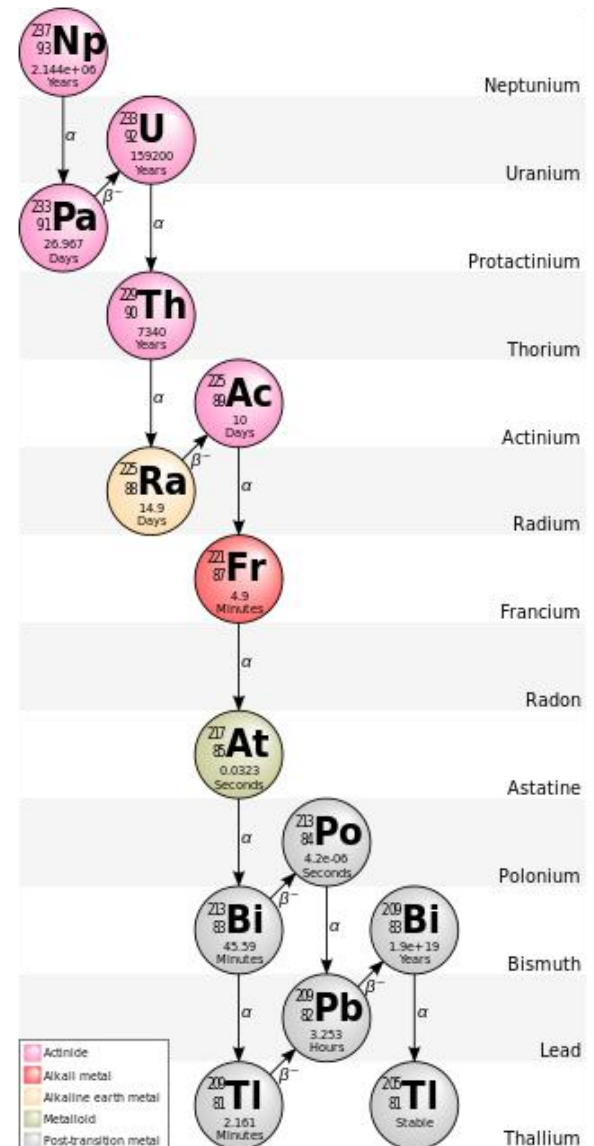 237
93
Np
2.144e+06
Years
Neptunium
α
233
92
U
159200
Years
Uranium
β⁻
233
91
Pa
26.967
Days
α
Protactinium
229
90
Th
7340
Years
Thorium
α
225
89
Ac
10
Days
Actinium
β⁻
225
88
Ra
14.9
Days
α
Radium
221
87
Fr
4.9
Minutes
Francium
α
Radon
217
85
At
0.0323
Seconds
Astatine
α
213
84
Po
4.2e-06
Seconds
Polonium
β⁻
213
83
Bi
45.59
Minutes
α
209
83
Bi
1.9e+19
Years
Bismuth
β⁻
α
209
82
Pb
3.253
Hours
α
Lead
β⁻
209
81
Tl
2.161
Minutes
205
81
Tl
Stable
Thallium
Actinide
Alkali metal
Alkaline earth metal
Metalloid
Post-transition metal